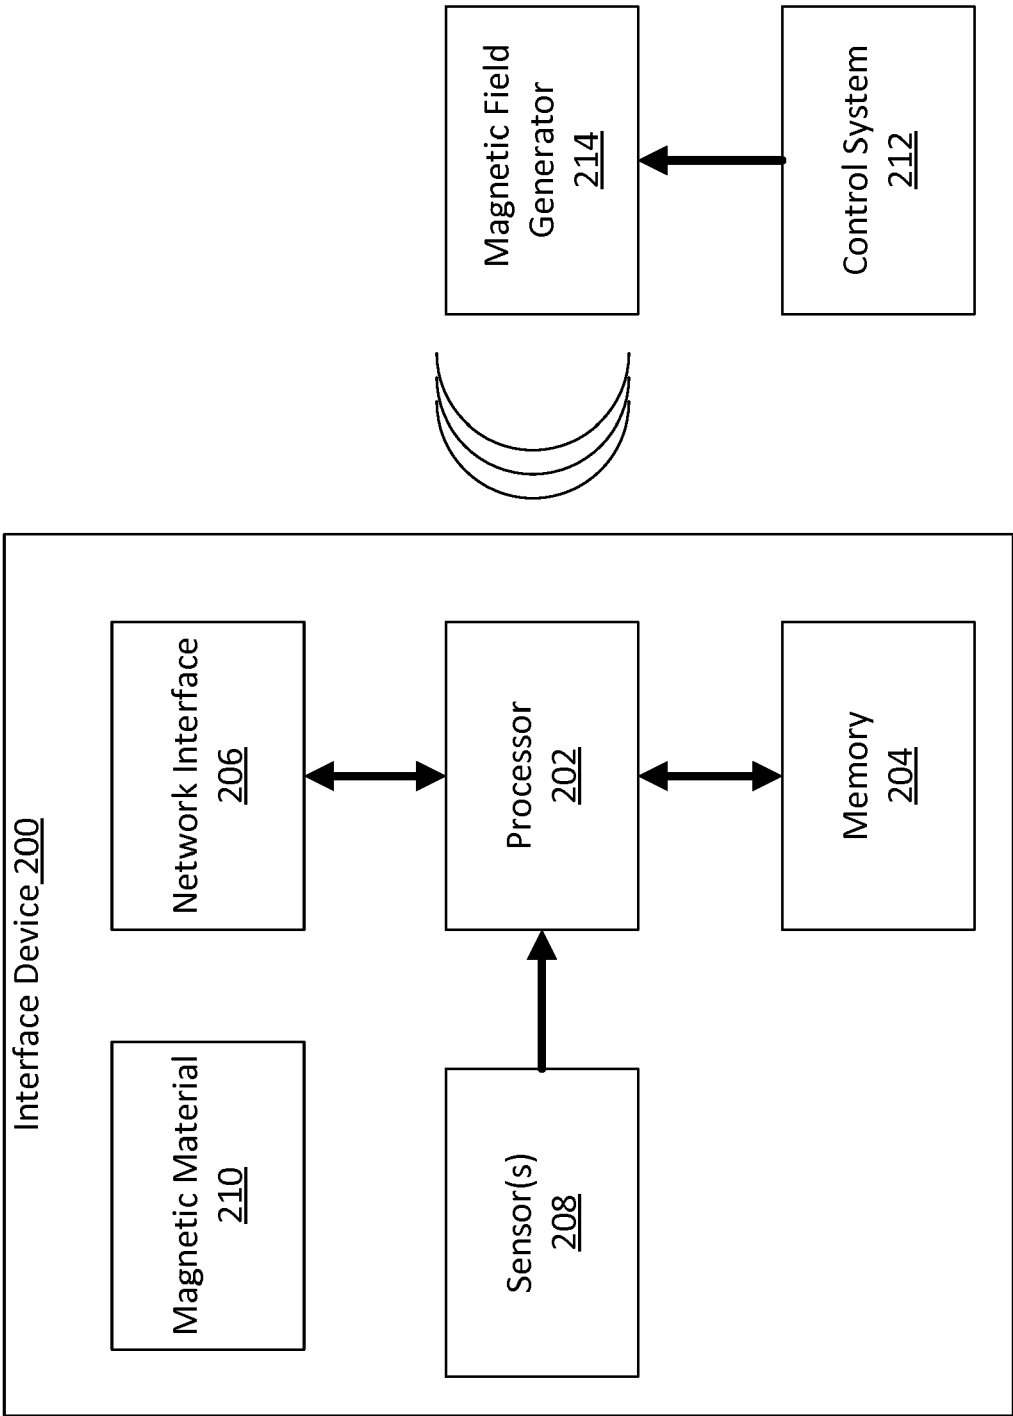 Interface Device 200
Magnetic Material
210
Network Interface
206
Sensor(s)
208
Processor
202
Magnetic Field
Generator
214
Memory
204
Control System
212